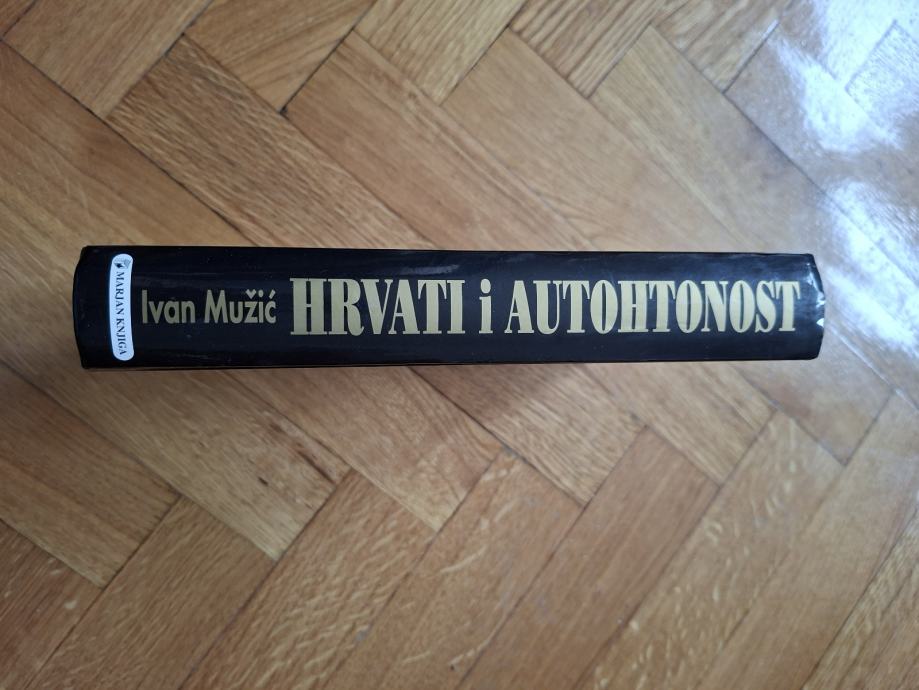 MARJAN KNJIGA
Ivan Mužić HRVATI i AUTOHTONOST